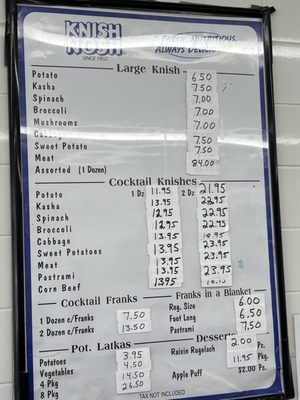 KNISH
NOSH
SINCE 1952
NUTRITIOUS,
ALWAYS DELICIOUS
Large Knish
Potato 6.50
Kasha 7.50
Spinach 7.00
Broccoli 7.00
Mushrooms 7.00
Cabbage 7.50
Sweet Potato 7.50
Meat
Assorted (1 Dozen) 84.00
Cocktail Knishes
Potato 1 Dz 11.95 2 Dz 21.95
Kasha 13.95 22.95
Spinach 12.95 22.95
Broccoli 12.95 22.95
Cabbage 13.95
Sweet Potatoes 13.95 23.95
Meat 13.95 23.95
Pastrami 13.95 23.95
Corn Beef 13.95
Cocktail Franks
1 Dozen c/Franks 7.50
2 Dozen c/Franks 13.50
Franks in a Blanket
Reg. Size 6.00
Foot Long 6.50
Pastrami 7.50
Pot. Latkas
Potatoes 3.95
Vegetables 4.50
4 Pkg 14.50
8 Pkg 26.50
Desserts
Raisin Rugelach 2.00 Pc.
11.95 Pkg.
Apple Puff $2.00 Pc.
TAX NOT INCLUDED